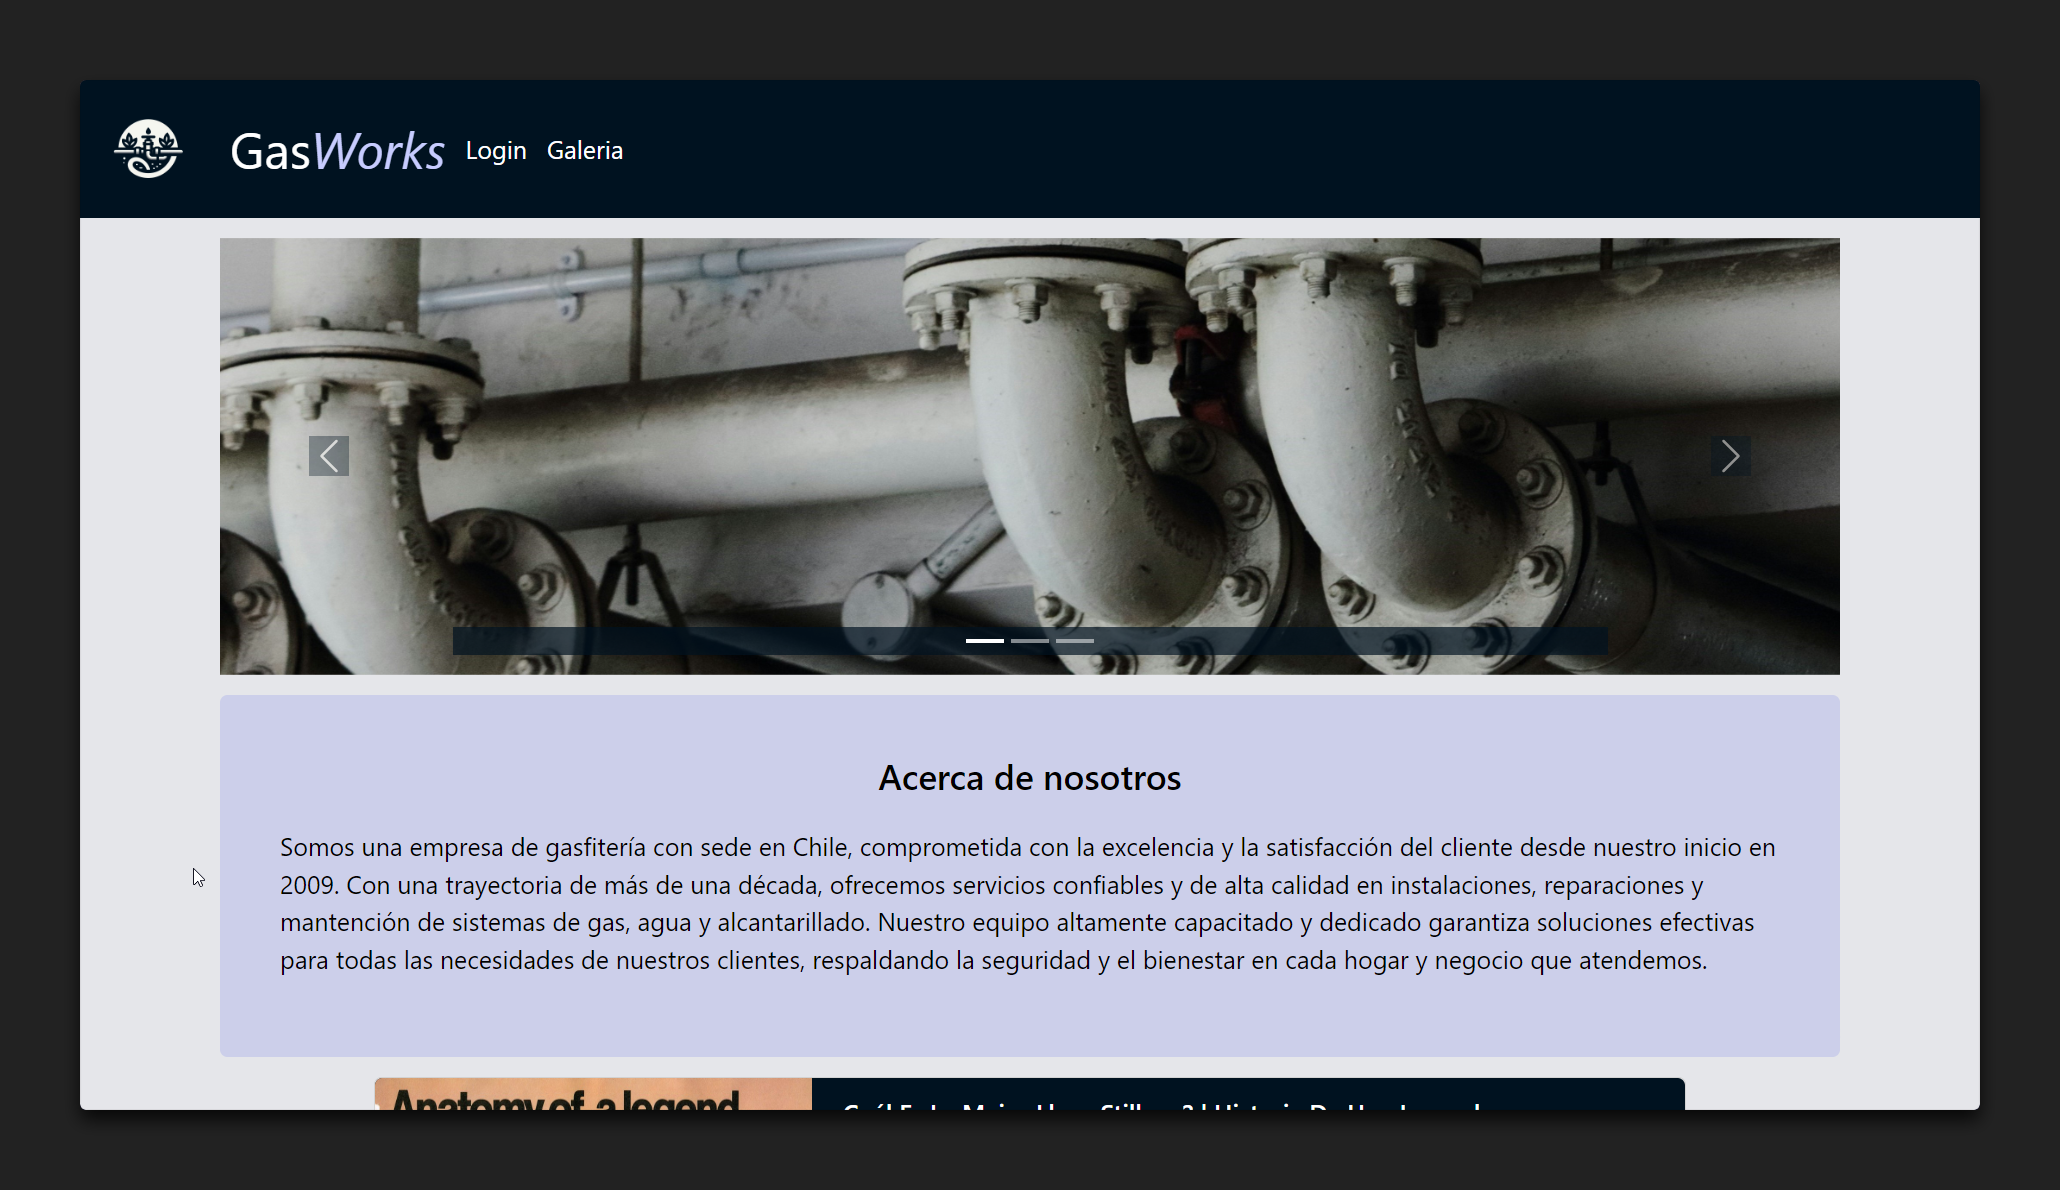 GasWorks Login Galeria
Acerca de nosotros
Somos una empresa de gasfitería con sede en Chile, comprometida con la excelencia y la satisfacción del cliente desde nuestro inicio en
2009. Con una trayectoria de más de una década, ofrecemos servicios confiables y de alta calidad en instalaciones, reparaciones y
mantención de sistemas de gas, agua y alcantarillado. Nuestro equipo altamente capacitado y dedicado garantiza soluciones efectivas
para todas las necesidades de nuestros clientes, respaldando la seguridad y el bienestar en cada hogar y negocio que atendemos.
Anatomy of a legend